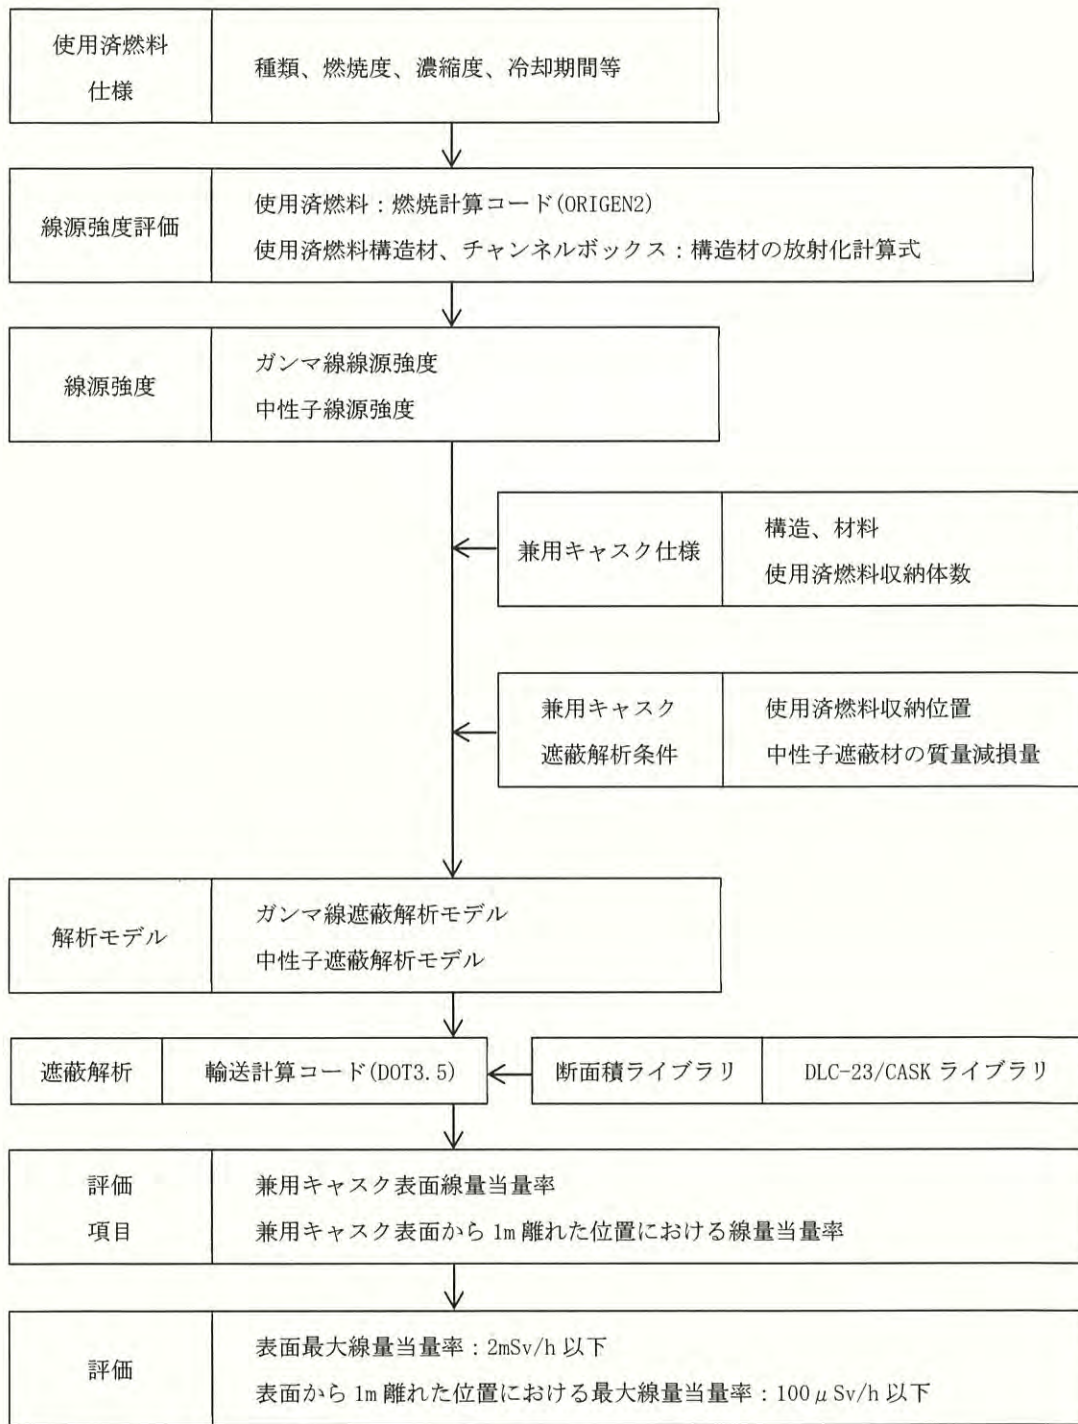 使用済燃料
仕様
種類、燃焼度、濃縮度、冷却期間等
線源強度評価
使用済燃料：燃焼計算コード(ORIGEN2)
使用済燃料構造材、チャンネルボックス：構造材の放射化計算式
線源強度
ガンマ線線源強度
中性子線源強度
兼用キャスク仕様
構造、材料
使用済燃料収納体数
兼用キャスク
遮蔽解析条件
使用済燃料収納位置
中性子遮蔽材の質量減損量
解析モデル
ガンマ線遮蔽解析モデル
中性子遮蔽解析モデル
遮蔽解析
輸送計算コード(DOT3.5)
断面積ライブラリ
DLC-23/CASK ライブラリ
評価
項目
兼用キャスク表面線量当量率
兼用キャスク表面から 1m 離れた位置における線量当量率
評価
表面最大線量当量率：2mSv/h 以下
表面から 1m 離れた位置における最大線量当量率：100μSv/h 以下